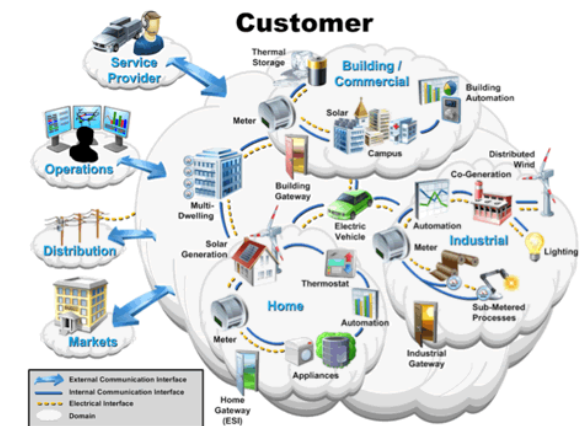 Customer
Service
Provider
Operations
Distribution
Markets
Thermal
Storage
Building /
Commercial
Building
Automation
Meter
Solar
Campus
Multi-
Dwelling
Building
Gateway
Electric
Vehicle
Solar
Generation
Thermostat
Home
Automation
Meter
Appliances
Home
Gateway
(ESI)
Distributed
Wind
Co-Generation
Automation
Meter
Industrial
Lighting
Sub-Metered
Processes
Industrial
Gateway
External Communication Interface
Internal Communication Interface
Electrical Interface
Domain